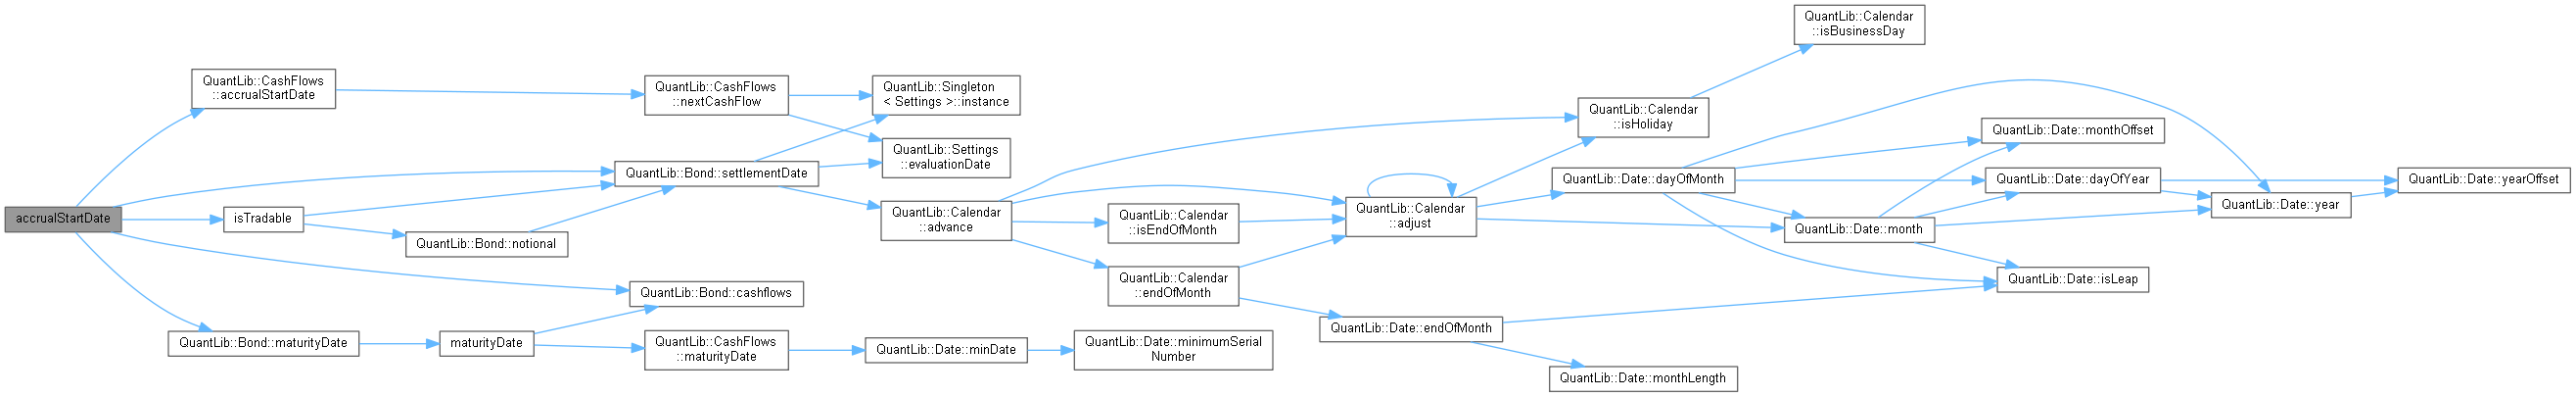 accrualStartDate
QuantLib::CashFlows
::accrualStartDate
isTradable
QuantLib::Bond::maturityDate
QuantLib::Bond::notional
maturityDate
QuantLib::CashFlows
::nextCashFlow
QuantLib::Bond::settlementDate
QuantLib::Bond::cashflows
QuantLib::CashFlows
::maturityDate
QuantLib::Singleton
< Settings >::instance
QuantLib::Settings
::evaluationDate
QuantLib::Calendar
::advance
QuantLib::Date::minDate
QuantLib::Calendar
::isEndOfMonth
QuantLib::Calendar
::endOfMonth
QuantLib::Date::minimumSerial
Number
QuantLib::Calendar
::adjust
QuantLib::Date::endOfMonth
QuantLib::Calendar
::isHoliday
QuantLib::Date::dayOfMonth
QuantLib::Date::monthLength
QuantLib::Calendar
::isBusinessDay
QuantLib::Date::month
QuantLib::Date::monthOffset
QuantLib::Date::dayOfYear
QuantLib::Date::isLeap
QuantLib::Date::year
QuantLib::Date::yearOffset